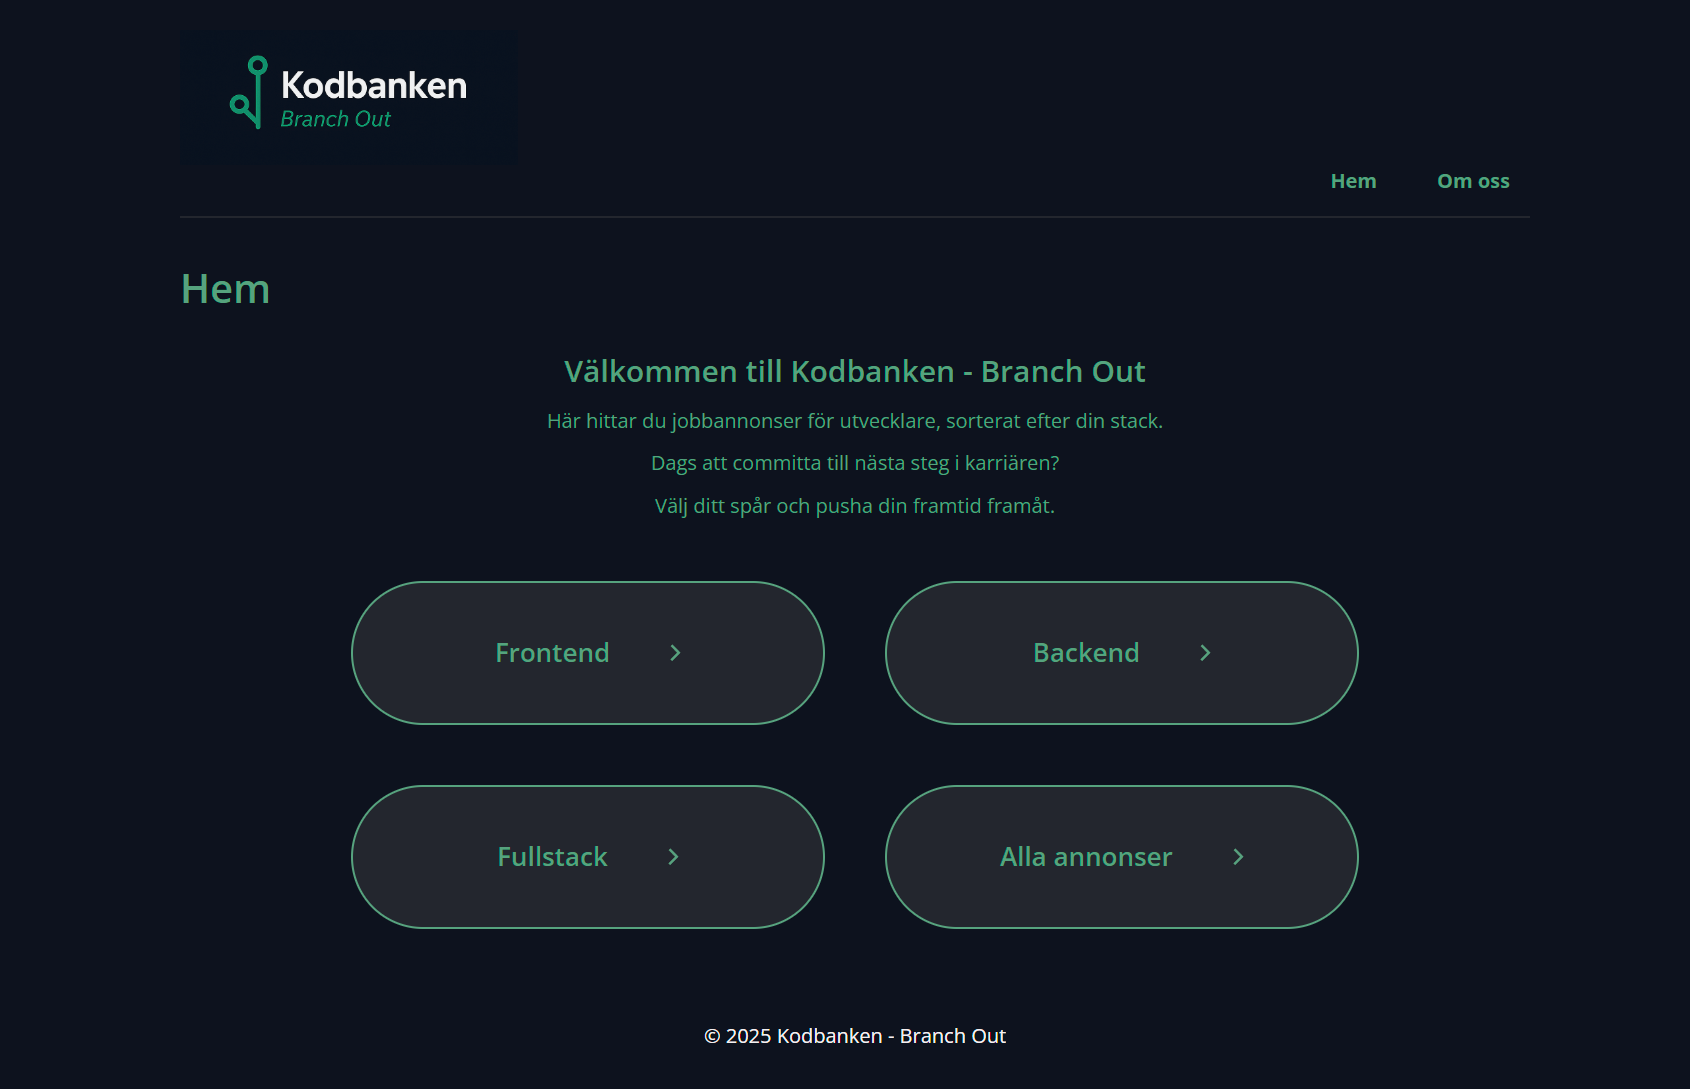 Kodbanken
Branch Out
Hem Om oss
Hem
Välkommen till Kodbanken - Branch Out
Här hittar du jobbannonser för utvecklare, sorterat efter din stack.
Dags att committa till nästa steg i karriären?
Välj ditt spår och pusha din framtid framåt.
Frontend
Backend
Fullstack
Alla annonser
© 2025 Kodbanken - Branch Out